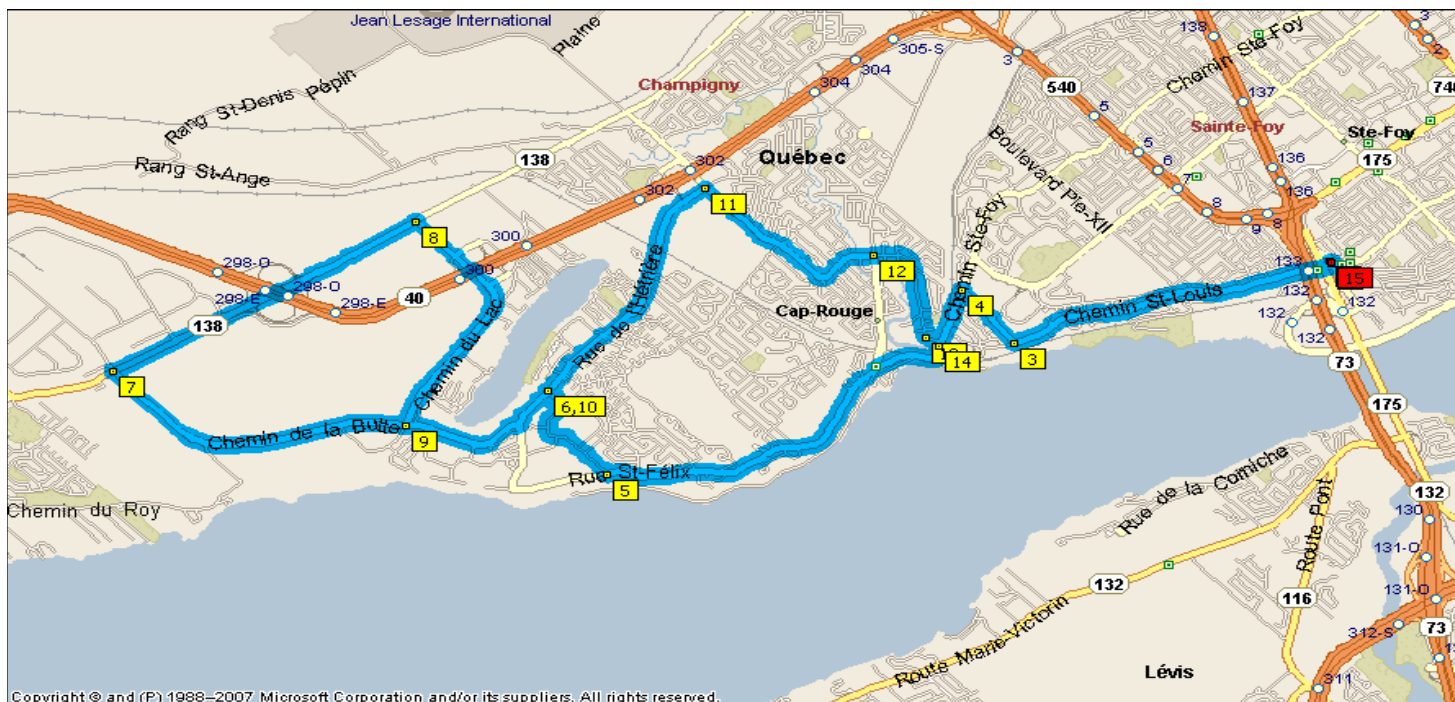 Jean Lesage International
Plaine
138
3
2
305-S
3
304
304
Chemin Ste-Foy
Champigny
540
137
740
Rang St-Denis Pépin
5
Sainte-Foy
Ste-Foy
138
302
Québec
Boulevard Pie-XII
5
6
136
175
Rang St-Ange
302
11
7
136
8
300
8
9
8
298-O
300
12
Chemin Ste-Foy
133
15
298-E
298-O
40
298-E
138
Chemin du Lac
Rue de l'Hêtrière
Cap-Rouge
4
Chemin St-Louis
132
132
132
132
14
3
73
7
6,10
175
Chemin de la Butte
9
Rue St-Félix
5
Chemin du Roy
Rue de la Corniche
Route Pont
132
130
131-O
132
116
131-O
Route Marie-Victorin
312-S
73
Lévis
311
Copyright © and (P) 1988–2007 Microsoft Corporation and/or its suppliers. All rights reserved.